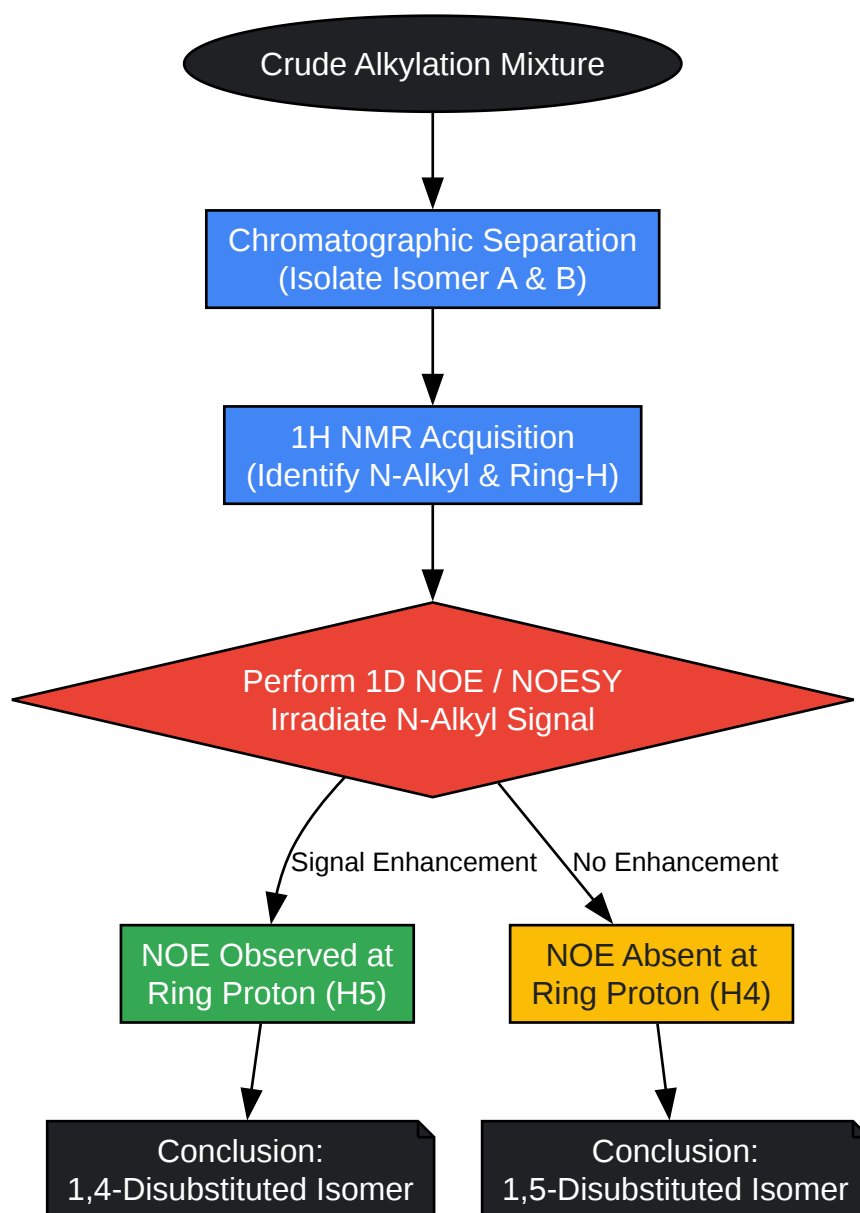 Crude Alkylation Mixture
Chromatographic Separation
(Isolate Isomer A & B)
1H NMR Acquisition
(Identify N-Alkyl & Ring-H)
Perform 1D NOE / NOESY
Irradiate N-Alkyl Signal
Signal Enhancement
No Enhancement
NOE Observed at
Ring Proton (H5)
NOE Absent at
Ring Proton (H4)
Conclusion:
1,4-Disubstituted Isomer
Conclusion:
1,5-Disubstituted Isomer